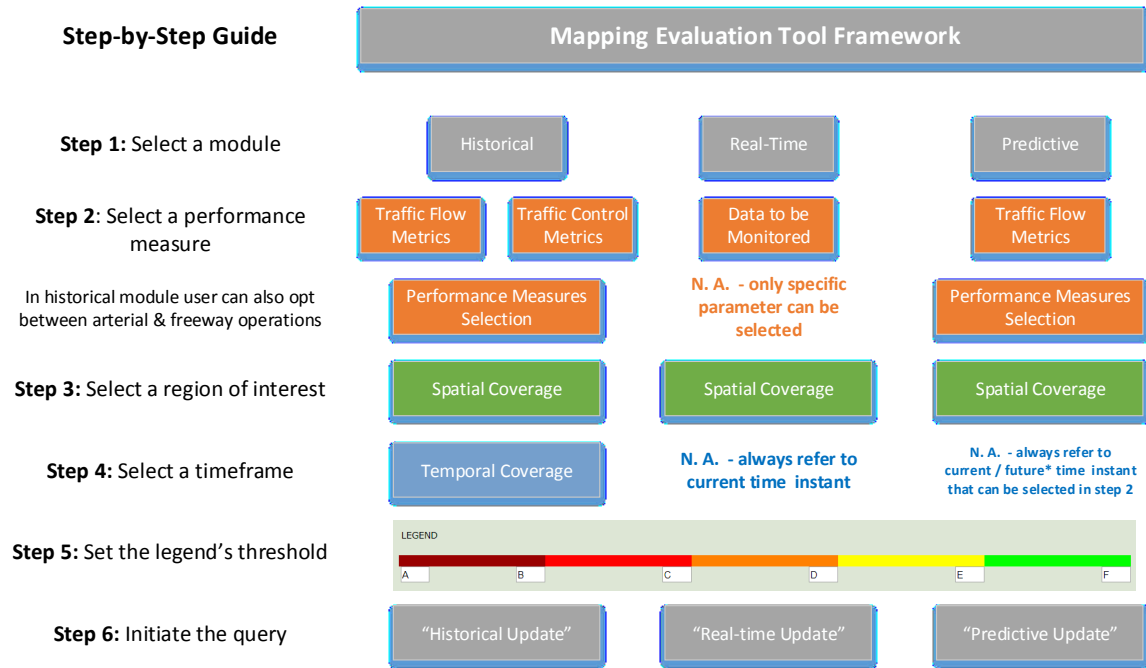 Step-by-Step Guide
Mapping Evaluation Tool Framework
Step 1: Select a module
Historical
Real-Time
Predictive
Step 2: Select a performance
measure
Traffic Flow
Metrics
Traffic Control
Metrics
Data to be
Monitored
Traffic Flow
Metrics
In historical module user can also opt
between arterial & freeway operations
Performance Measures
Selection
N. A. - only specific
parameter can be
selected
Performance Measures
Selection
Step 3: Select a region of interest
Spatial Coverage
Spatial Coverage
Spatial Coverage
Step 4: Select a timeframe
Temporal Coverage
N. A. - always refer to
current time instant
N. A. - always refer to
current / future* time instant
that can be selected in step 2
Step 5: Set the legend's threshold
LEGEND
A B C D E F
Step 6: Initiate the query
“Historical Update”
“Real-time Update”
“Predictive Update”